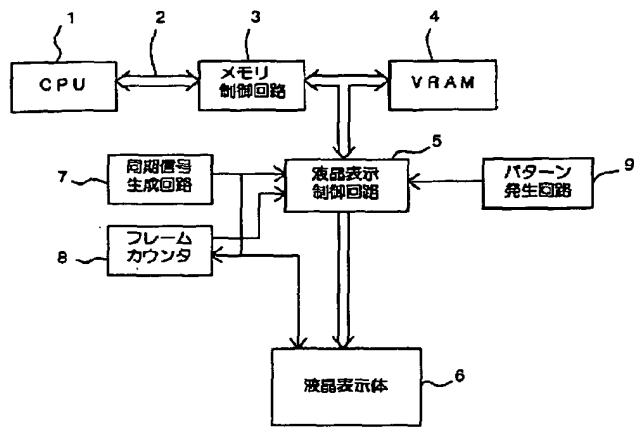 1
2
3
4
CPU
メモリ
制御回路
VRAM
5
7
同期信号
生成回路
液晶表示
制御回路
パターン
発生回路
9
8
フレーム
カウンタ
液晶表示体
6